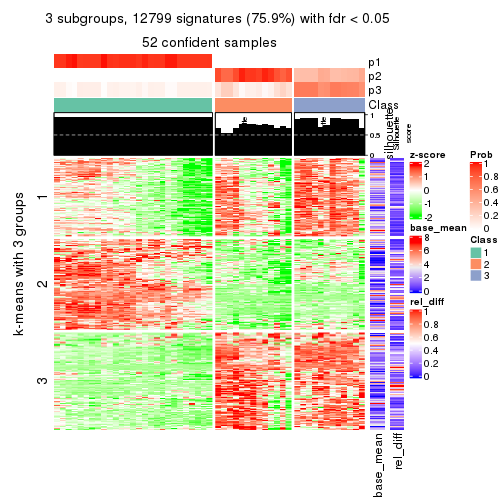 3 subgroups, 12799 signatures (75.9%) with fdr < 0.05
52 confident samples
p1
p2
p3
Class
1
0.5
0
silhouette
score
k-means with 3 groups
1
2
3
z-score
2
1
0
-1
-2
base_mean
8
6
4
2
0
rel_diff
1
0.8
0.6
0.4
0.2
0
Prob
1
0.8
0.6
0.4
0.2
0
Class
1
2
3
base_mean
rel_diff